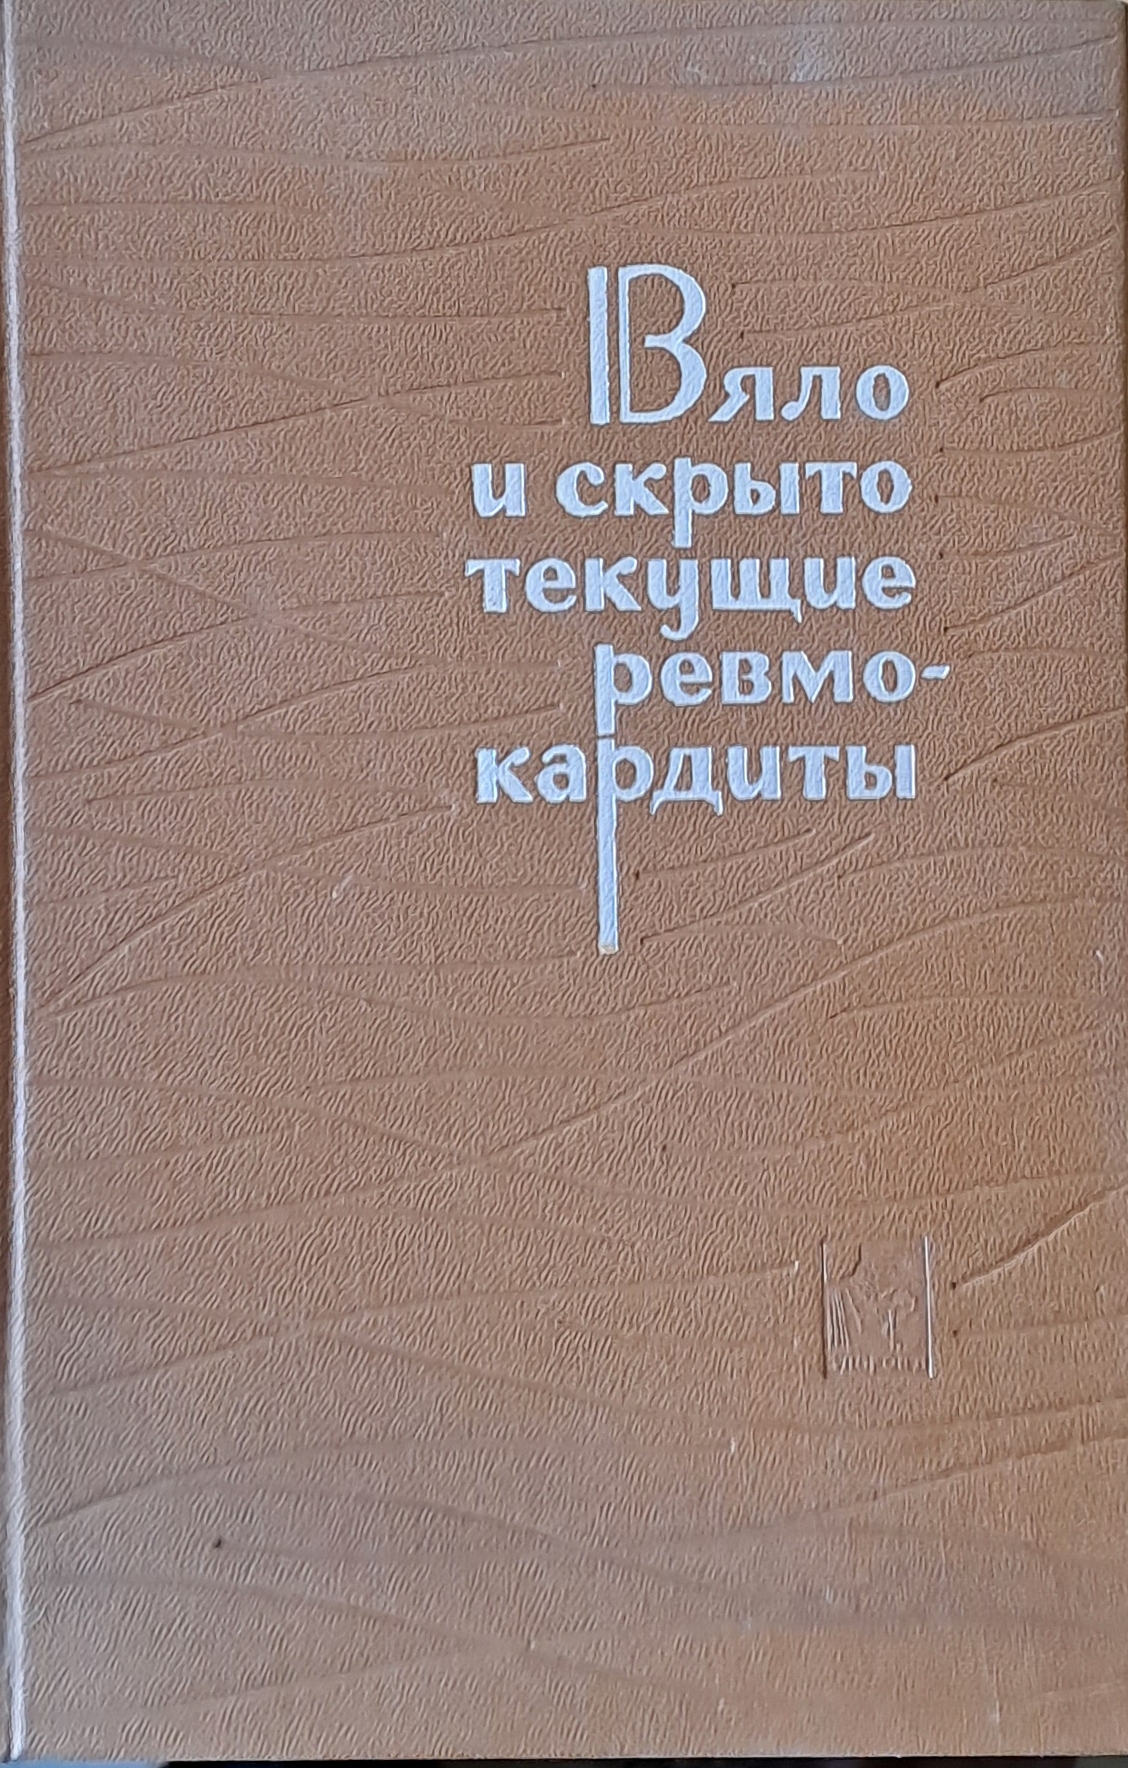 Вяло
и скрыто
текущие
ревмо-
кардиты